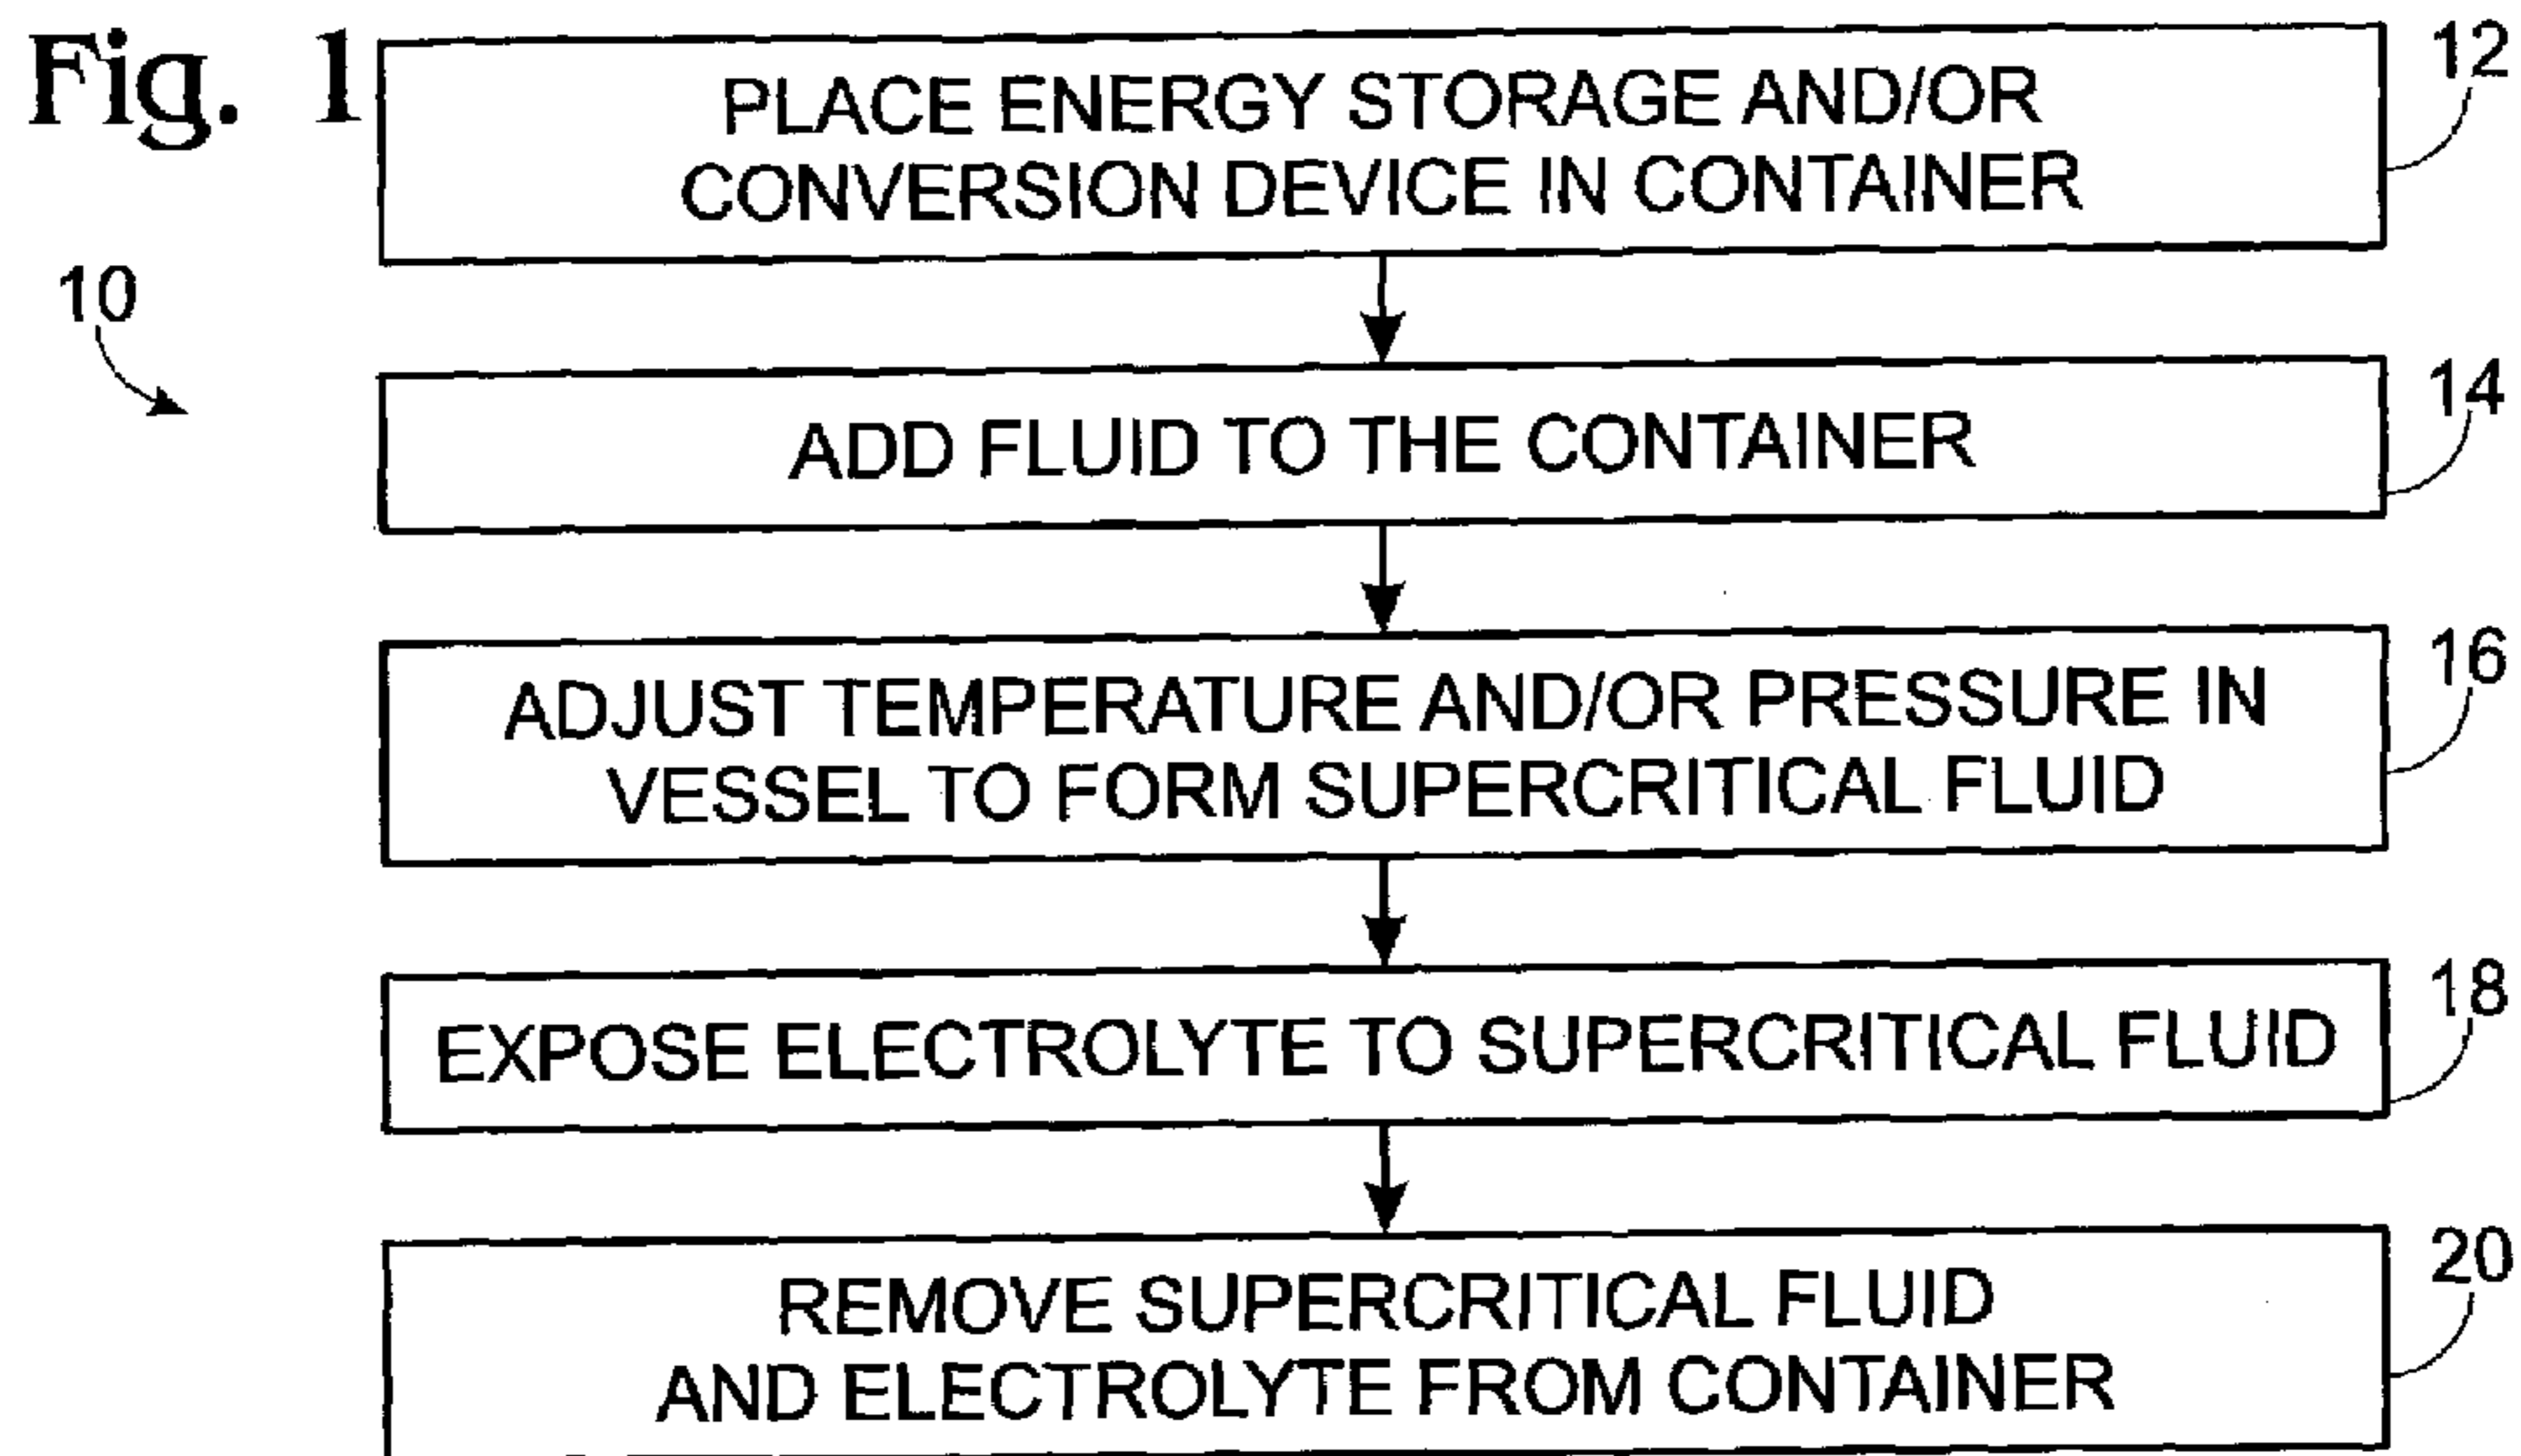 Fig. 1
12
PLACE ENERGY STORAGE AND/OR
CONVERSION DEVICE IN CONTAINER
10
14
ADD FLUID TO THE CONTAINER
16
ADJUST TEMPERATURE AND/OR PRESSURE IN
VESSEL TO FORM SUPERCRITICAL FLUID
18
EXPOSE ELECTROLYTE TO SUPERCRITICAL FLUID
20
REMOVE SUPERCRITICAL FLUID
AND ELECTROLYTE FROM CONTAINER